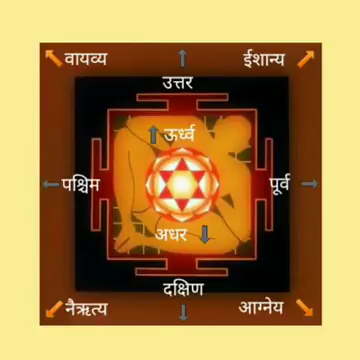 वायव्य
ईशान्य
उत्तर
ऊर्ध्व
पश्चिम
पूर्व
अधर
दक्षिण
नैऋत्य
आग्नेय